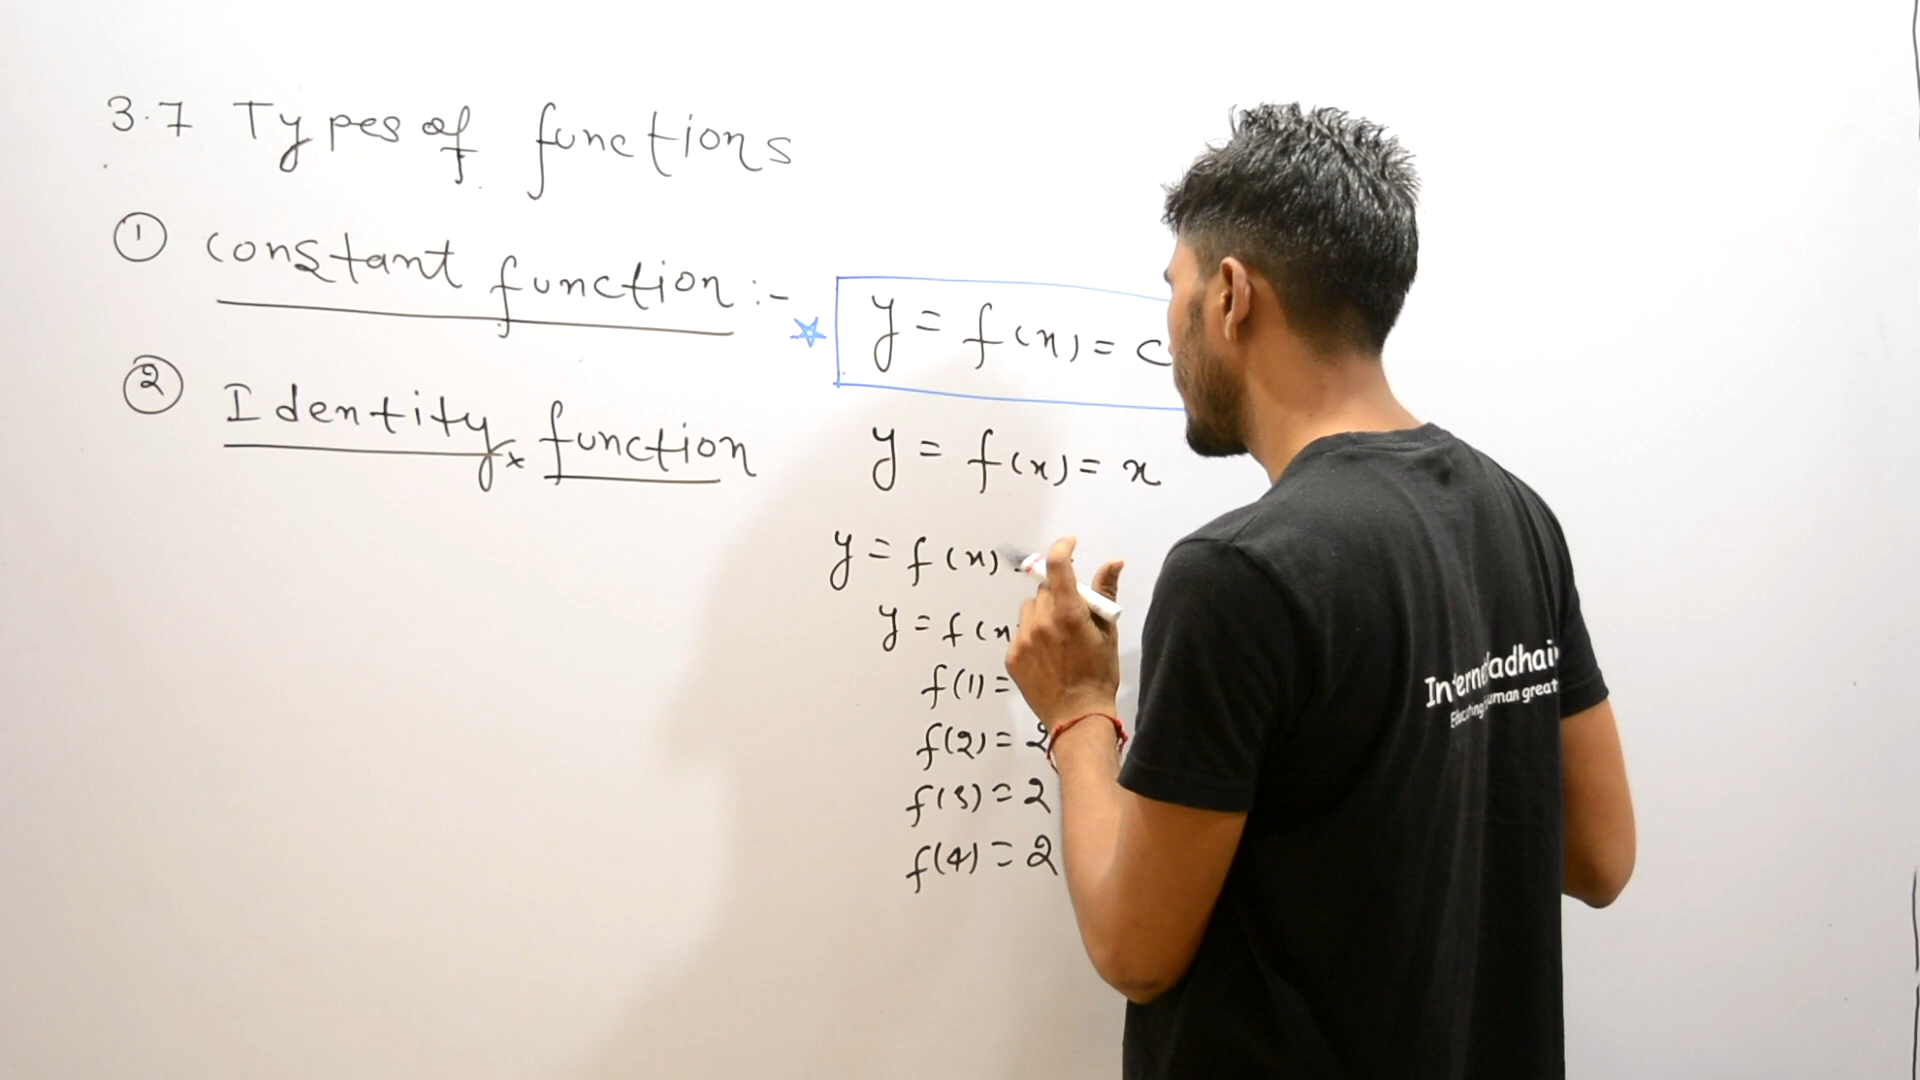 3.7 Types of functions
① constant function :-
y = f(x) = c
② Identity function
y = f(x) = x
y = f(x)
y = f(x
f(1) =
f(2) = 2
f(3) = 2
f(4) = 2